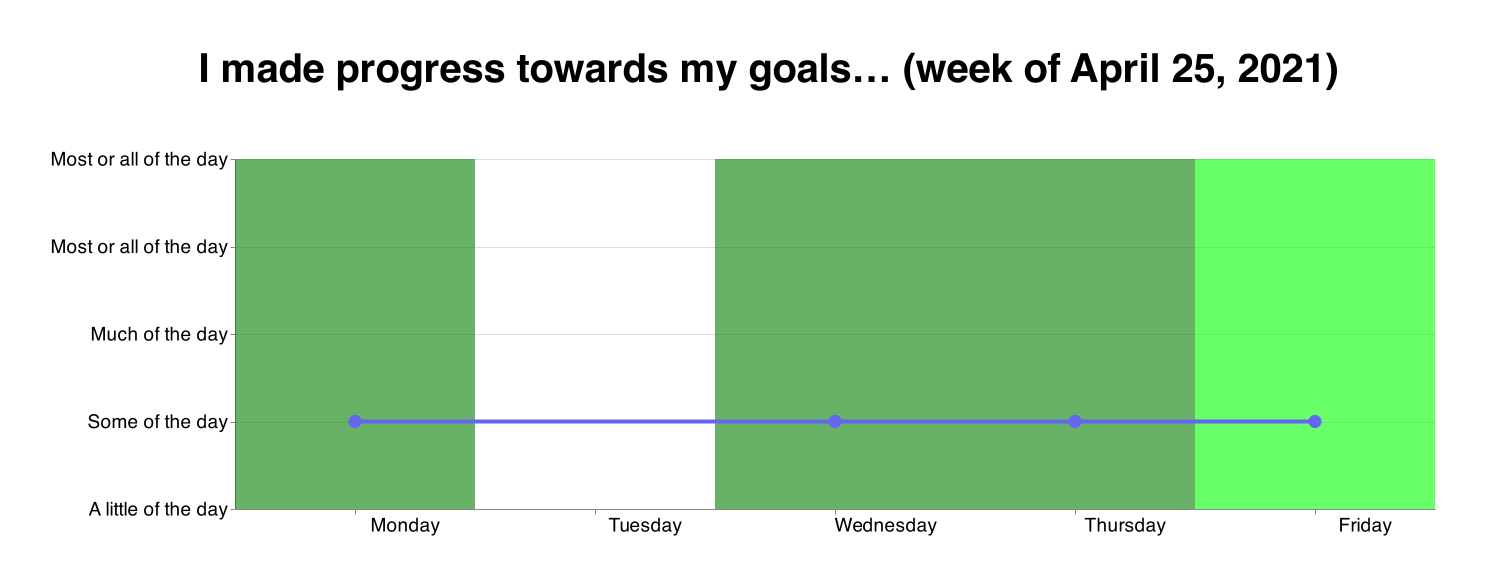 I made progress towards my goals… (week of April 25, 2021)
Most or all of the day
Most or all of the day
Much of the day
Some of the day
A little of the day
Monday Tuesday Wednesday Thursday Friday